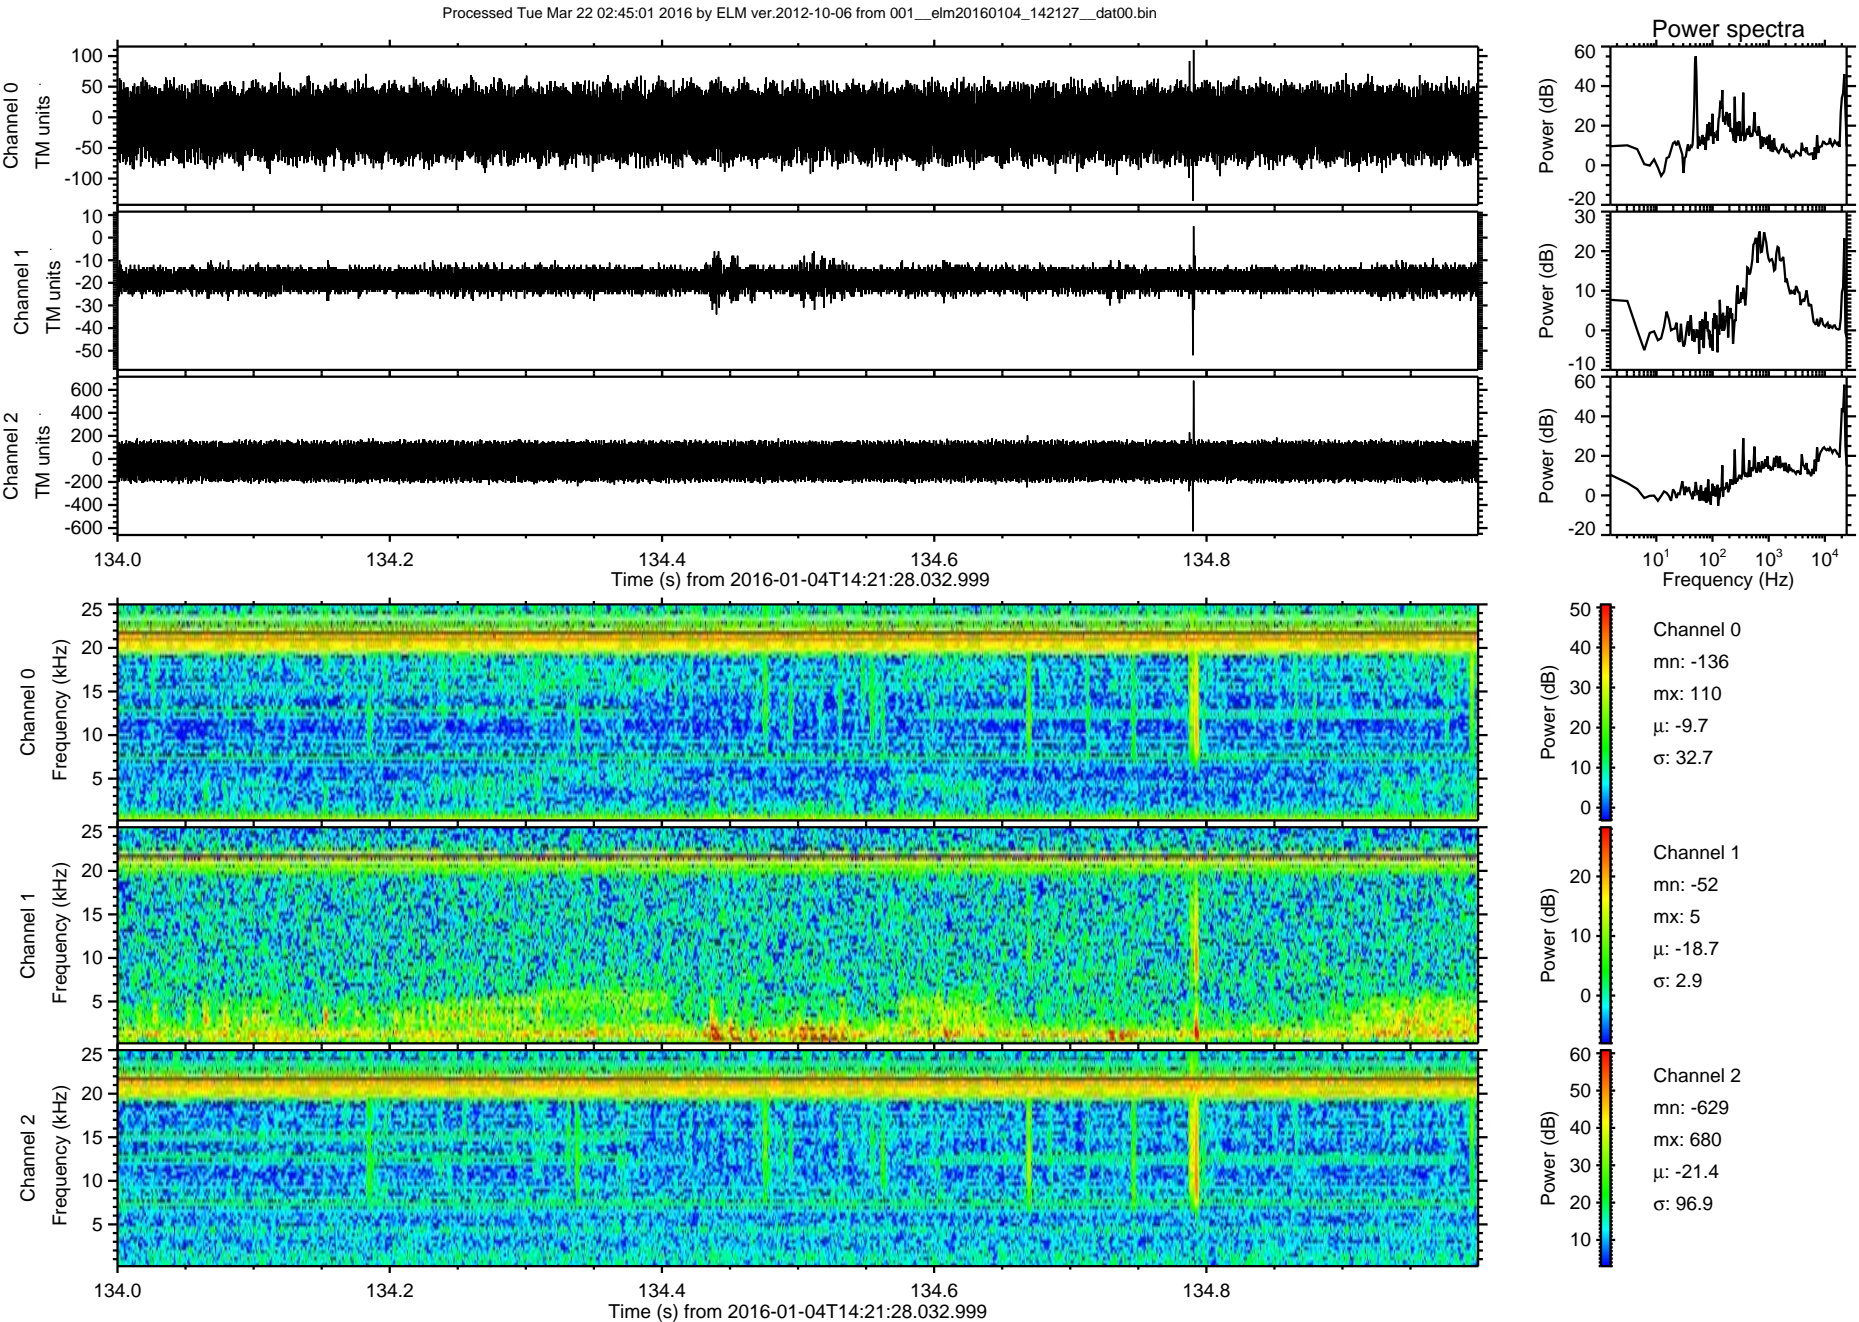 Processed Tue Mar 22 02:45:01 2016 by ELM ver.2012-10-06 from 001__elm20160104_142127__dat00.bin
Power spectra
Channel 0
TM units
100
50
0
-50
-100
Power (dB)
60
40
20
0
-20
Channel 1
TM units
10
0
-10
-20
-30
-40
-50
Power (dB)
30
20
10
0
-10
Channel 2
TM units
600
400
200
0
-200
-400
-600
Power (dB)
60
40
20
0
-20
134.0 134.2 134.4 134.6 134.8
Time (s) from 2016-01-04T14:21:28.032.999
10¹ 10² 10³ 10⁴
Frequency (Hz)
Channel 0
Frequency (kHz)
25
20
15
10
5
Power (dB)
50
40
30
20
10
0
Channel 0
mn: -136
mx: 110
μ: -9.7
σ: 32.7
Channel 1
Frequency (kHz)
25
20
15
10
5
Power (dB)
20
10
0
Channel 1
mn: -52
mx: 5
μ: -18.7
σ: 2.9
Channel 2
Frequency (kHz)
25
20
15
10
5
Power (dB)
60
50
40
30
20
10
Channel 2
mn: -629
mx: 680
μ: -21.4
σ: 96.9
134.0 134.2 134.4 134.6 134.8
Time (s) from 2016-01-04T14:21:28.032.999